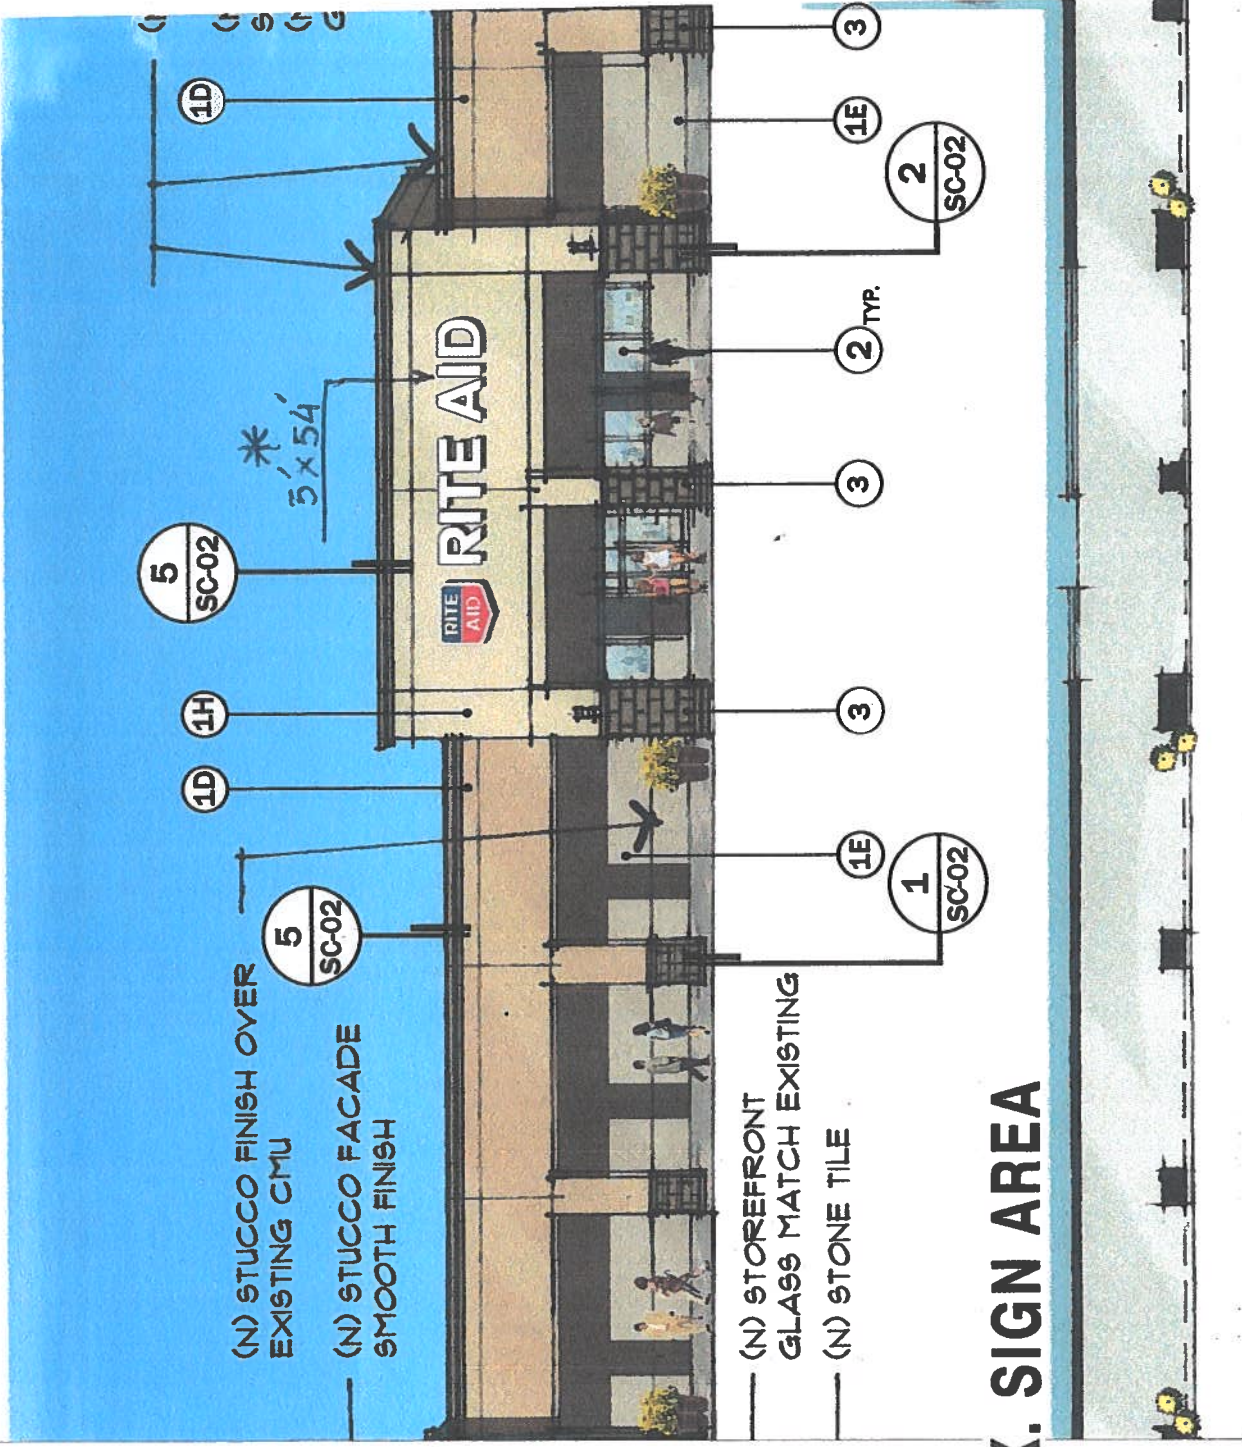 (N) STUCCO FINISH OVER
EXISTING CMU
(N) STUCCO FACADE
SMOOTH FINISH
5
SC-02
1D
1H
5
SC-02
*
5' x 54'
1D
RITE
AID
RITE AID
(N) STOREFRONT
GLASS MATCH EXISTING
(N) STONE TILE
1
SC-02
1E
3
3
2 TYP.
2
SC-02
1E
3
. SIGN AREA